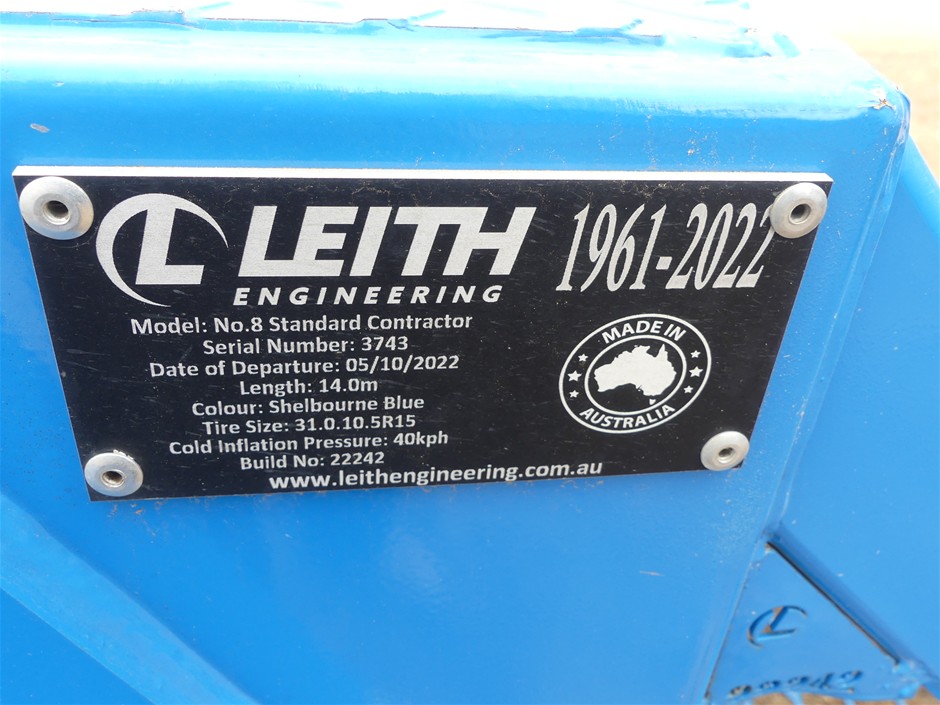 L LEITH
ENGINEERING
1961-2022
Model: No.8 Standard Contractor
Serial Number: 3743
Date of Departure: 05/10/2022
Length: 14.0m
Colour: Shelbourne Blue
Tire Size: 31.0.10.5R15
Cold Inflation Pressure: 40kph
Build No: 22242
www.leithengineering.com.au
MADE IN
AUSTRALIA